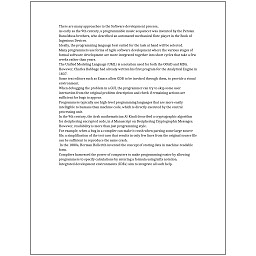 There are many approaches to the Software development process,
as early as the 9th century, a programmable music sequencer was invented by the Persian
Banu Musa brothers, who described an automated mechanical flute player in the Book of
Ingenious Devices.
Ideally, the programming language best suited for the task at hand will be selected.
Many programmers use forms of Agile software development where the various stages of
formal software development are more integrated together into short cycles that take a few
weeks rather than years.
The Unified Modeling Language (UML) is a notation used for both the OOAD and MDA.
However, Charles Babbage had already written his first program for the Analytical Engine in
1837.
Some text editors such as Emacs allow GDB to be invoked through them, to provide a visual
environment.
When debugging the problem in a GUI, the programmer can try to skip some user
interaction from the original problem description and check if remaining actions are
sufficient for bugs to appear.
Programmers typically use high-level programming languages that are more easily
intelligible to humans than machine code, which is directly executed by the central
processing unit.
In the 9th century, the Arab mathematician Al-Kindi described a cryptographic algorithm
for deciphering encrypted code, in A Manuscript on Deciphering Cryptographic Messages.
However, readability is more than just programming style.
For example, when a bug in a compiler can make it crash when parsing some large source
file, a simplification of the test case that results in only few lines from the original source file
can be sufficient to reproduce the same crash.
In the 1880s, Herman Hollerith invented the concept of storing data in machine-readable
form.
Compilers harnessed the power of computers to make programming easier by allowing
programmers to specify calculations by entering a formula using infix notation.
Integrated development environments (IDEs) aim to integrate all such help.